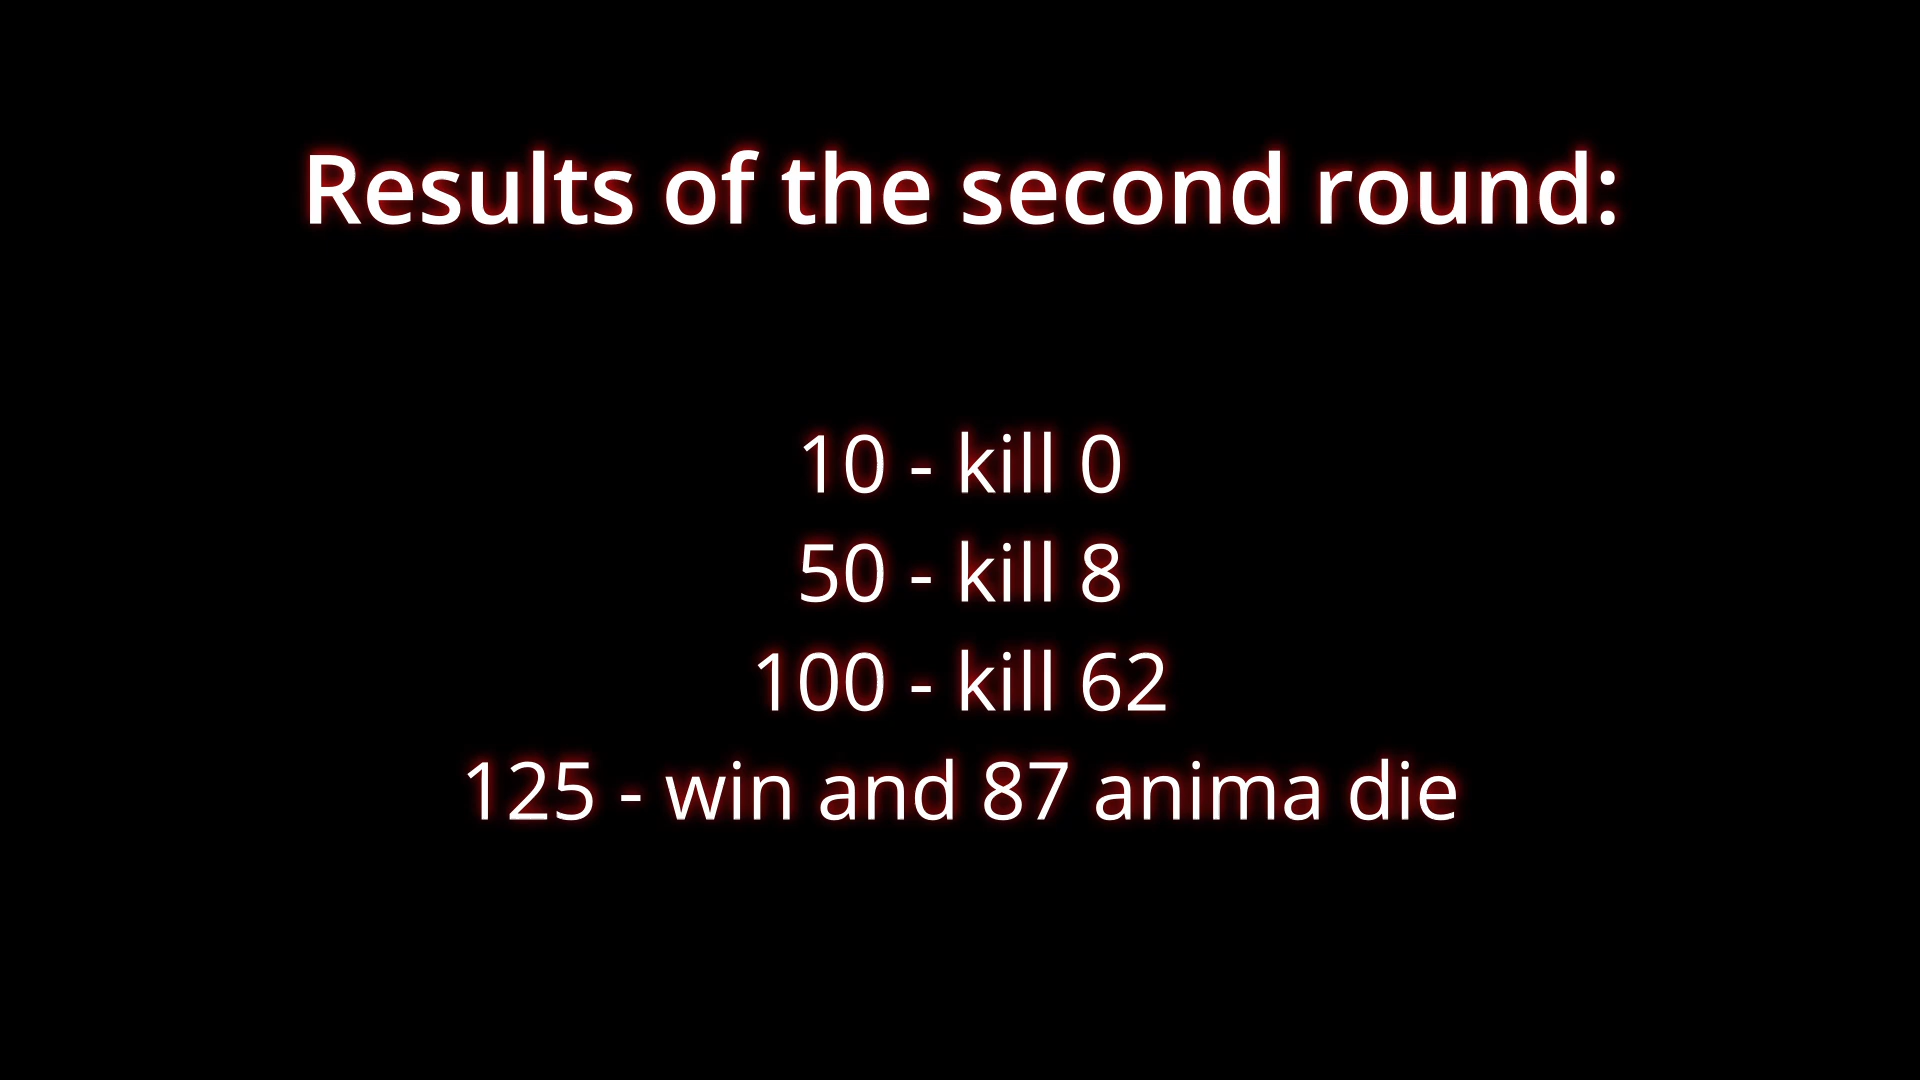 Results of the second round:
10 - kill 0
50 - kill 8
100 - kill 62
125 - win and 87 anima die